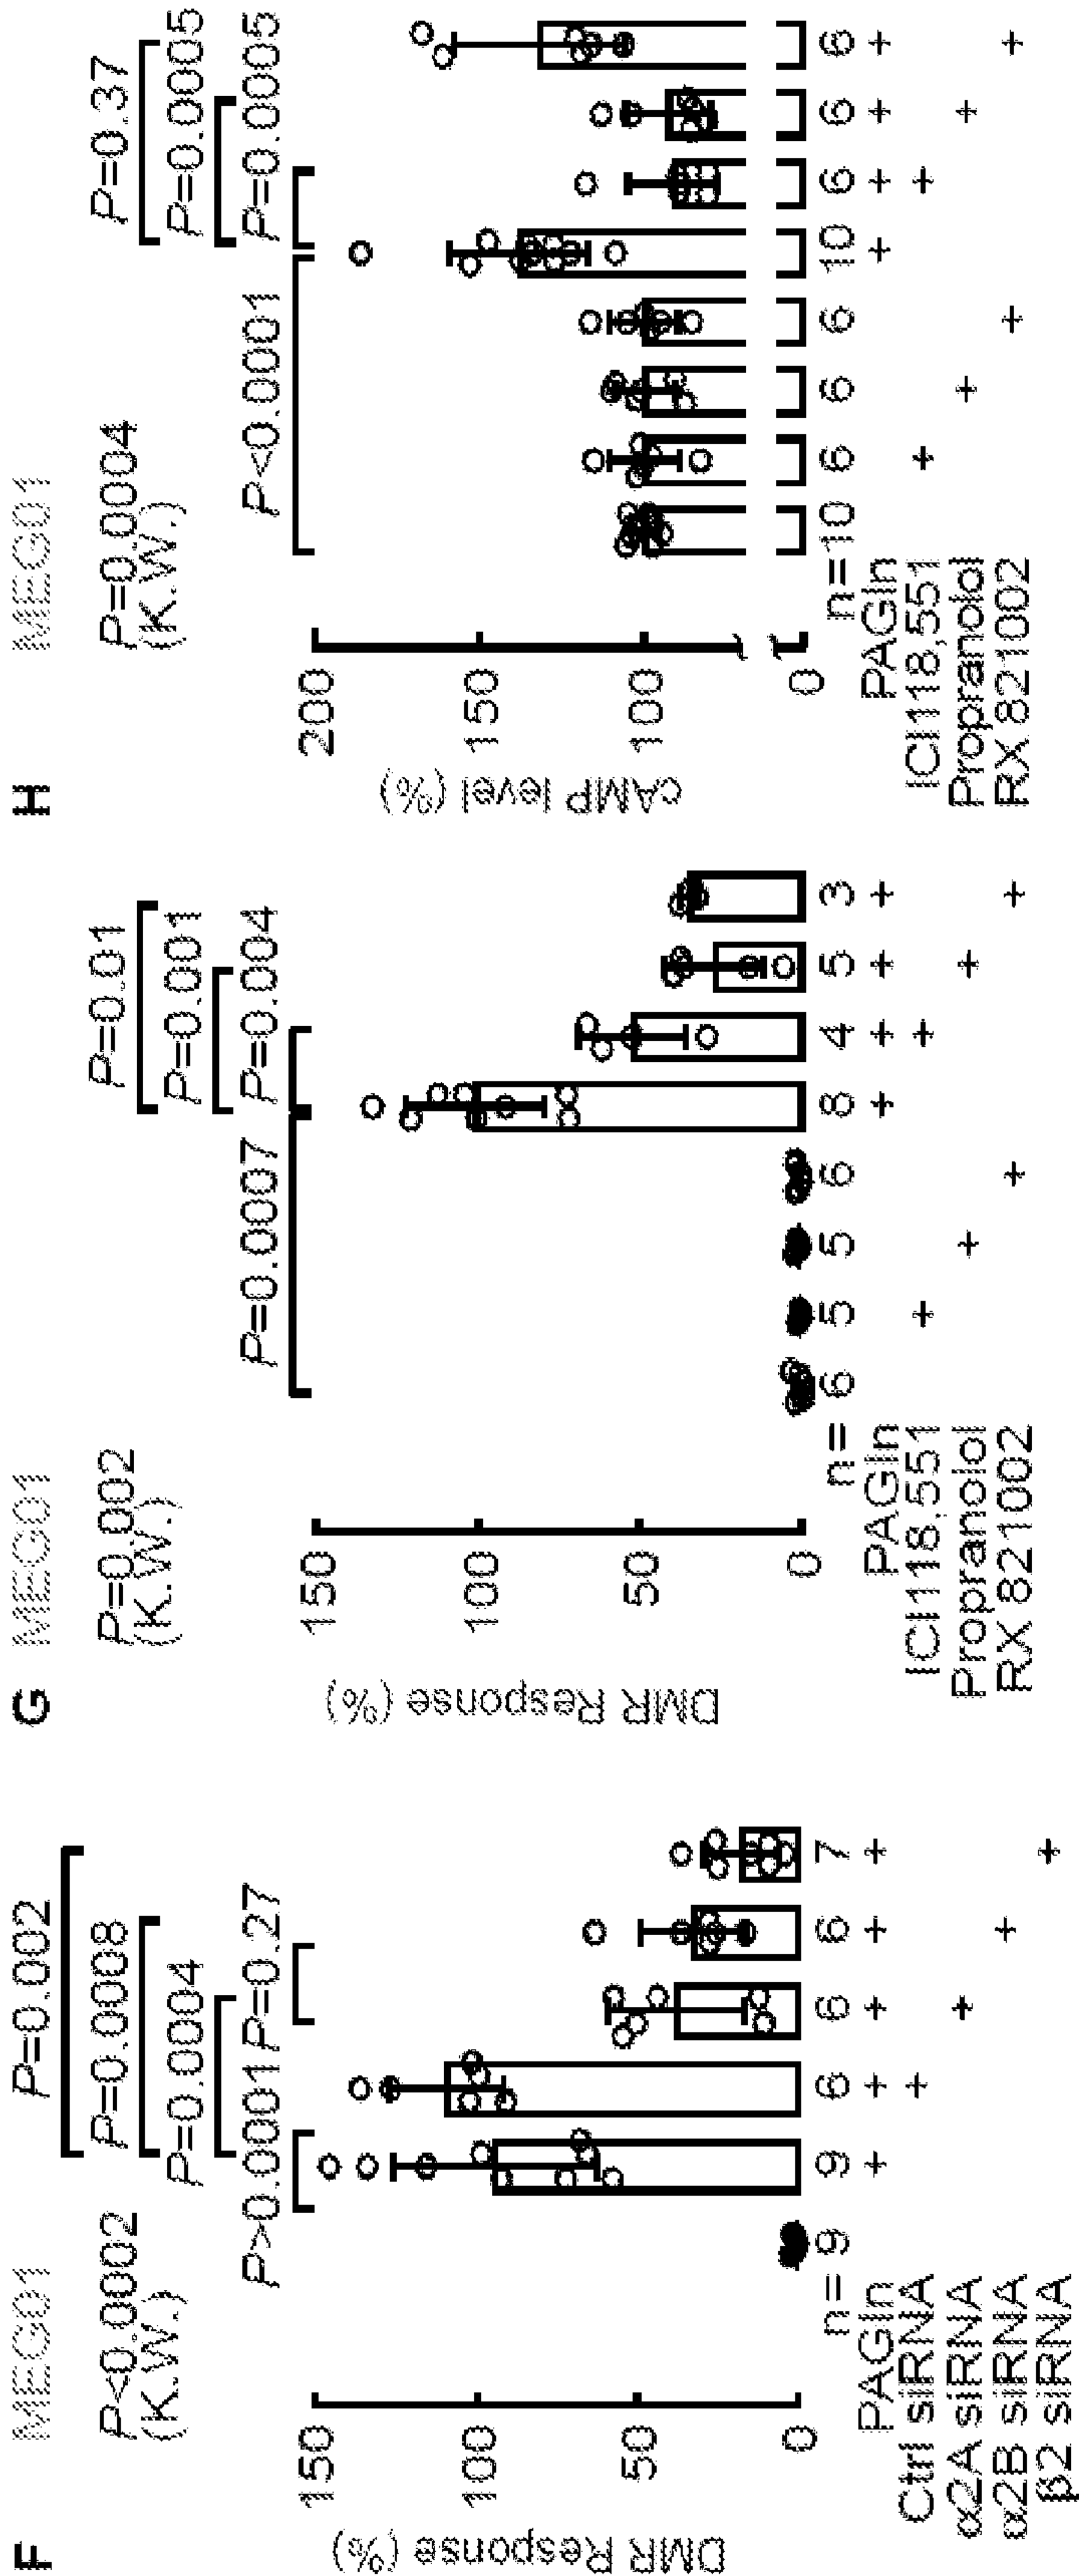 F MEG01
P<0.0002
(K.W.)
P=0.002
P=0.0008
P=0.0004
P>0.0001 P=0.27
DMR Response (%)
150
100
50
0
n= 9 9 6 6 6 7
PAGln + + + + +
Ctrl siRNA +
α2A siRNA +
α2B siRNA +
β2 siRNA +
G MEG01
P=0.002
(K.W.)
P=0.01
P=0.001
P=0.0007 P=0.004
DMR Response (%)
150
100
50
0
n= 6 5 5 6 8 4 5 3
PAGln + + + +
ICI118,551 + +
Propranolol + +
RX 821002 + +
H MEG01
P=0.0004
(K.W.)
P=0.37
P=0.0005
P<0.0001 P=0.0005
cAMP level (%)
200
150
100
0
n=10 6 6 6 10 6 6 6
PAGln + + + +
ICI118,551 + +
Propranolol + +
RX 821002 + +